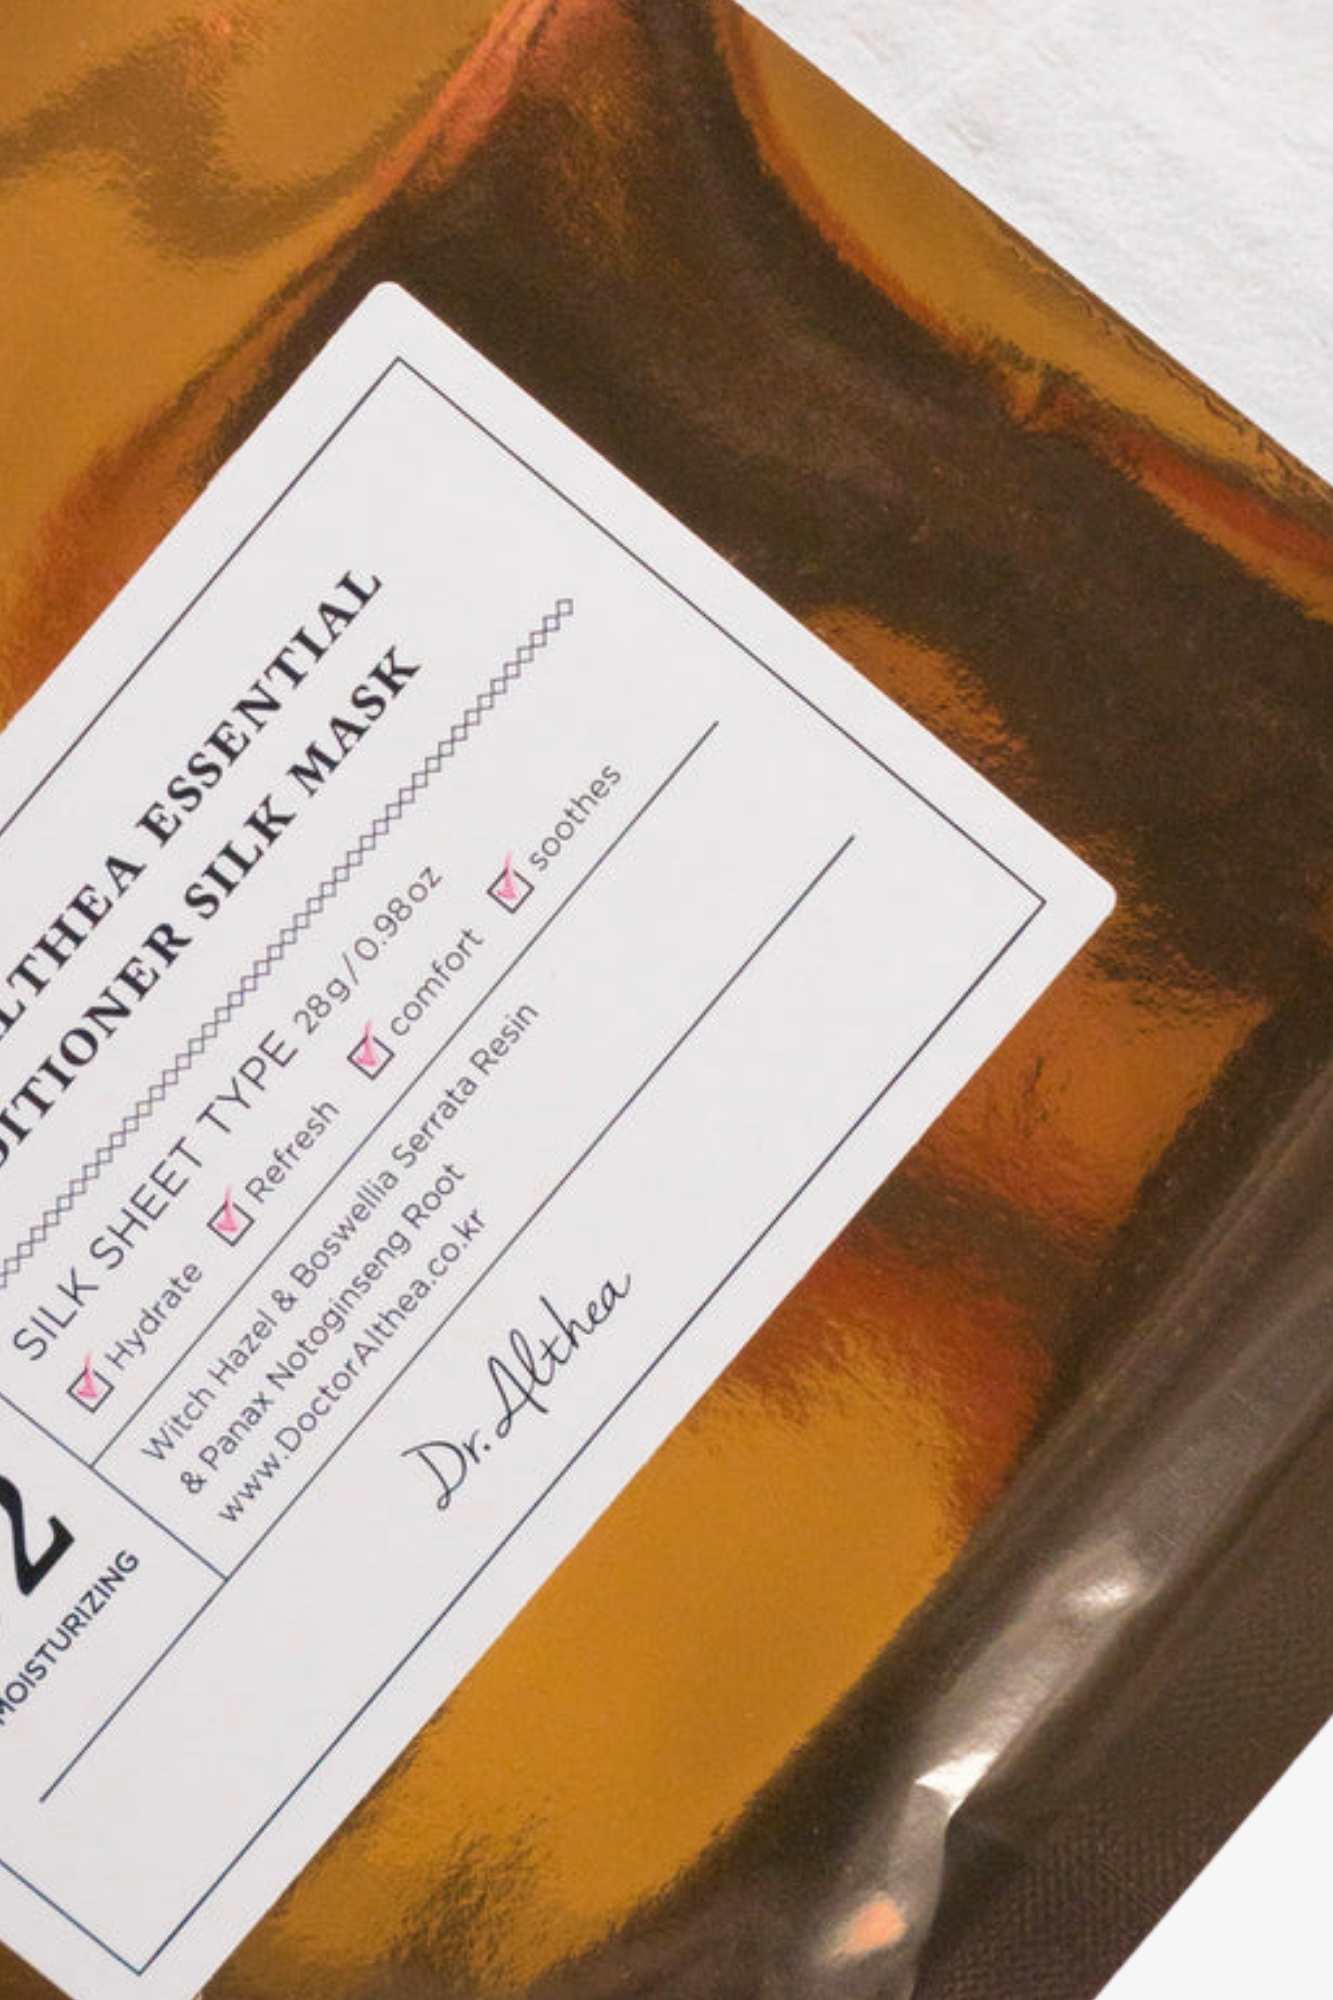 LTHEA ESSENTIAL
DITIONER SILK MASK
SILK SHEET TYPE 28g/0.98oz
Hydrate Refresh comfort soothes
Witch Hazel & Boswellia Serrata Resin
& Panax Notoginseng Root
www.DoctorAlthea.co.kr
2
MOISTURIZING
Dr. Althea